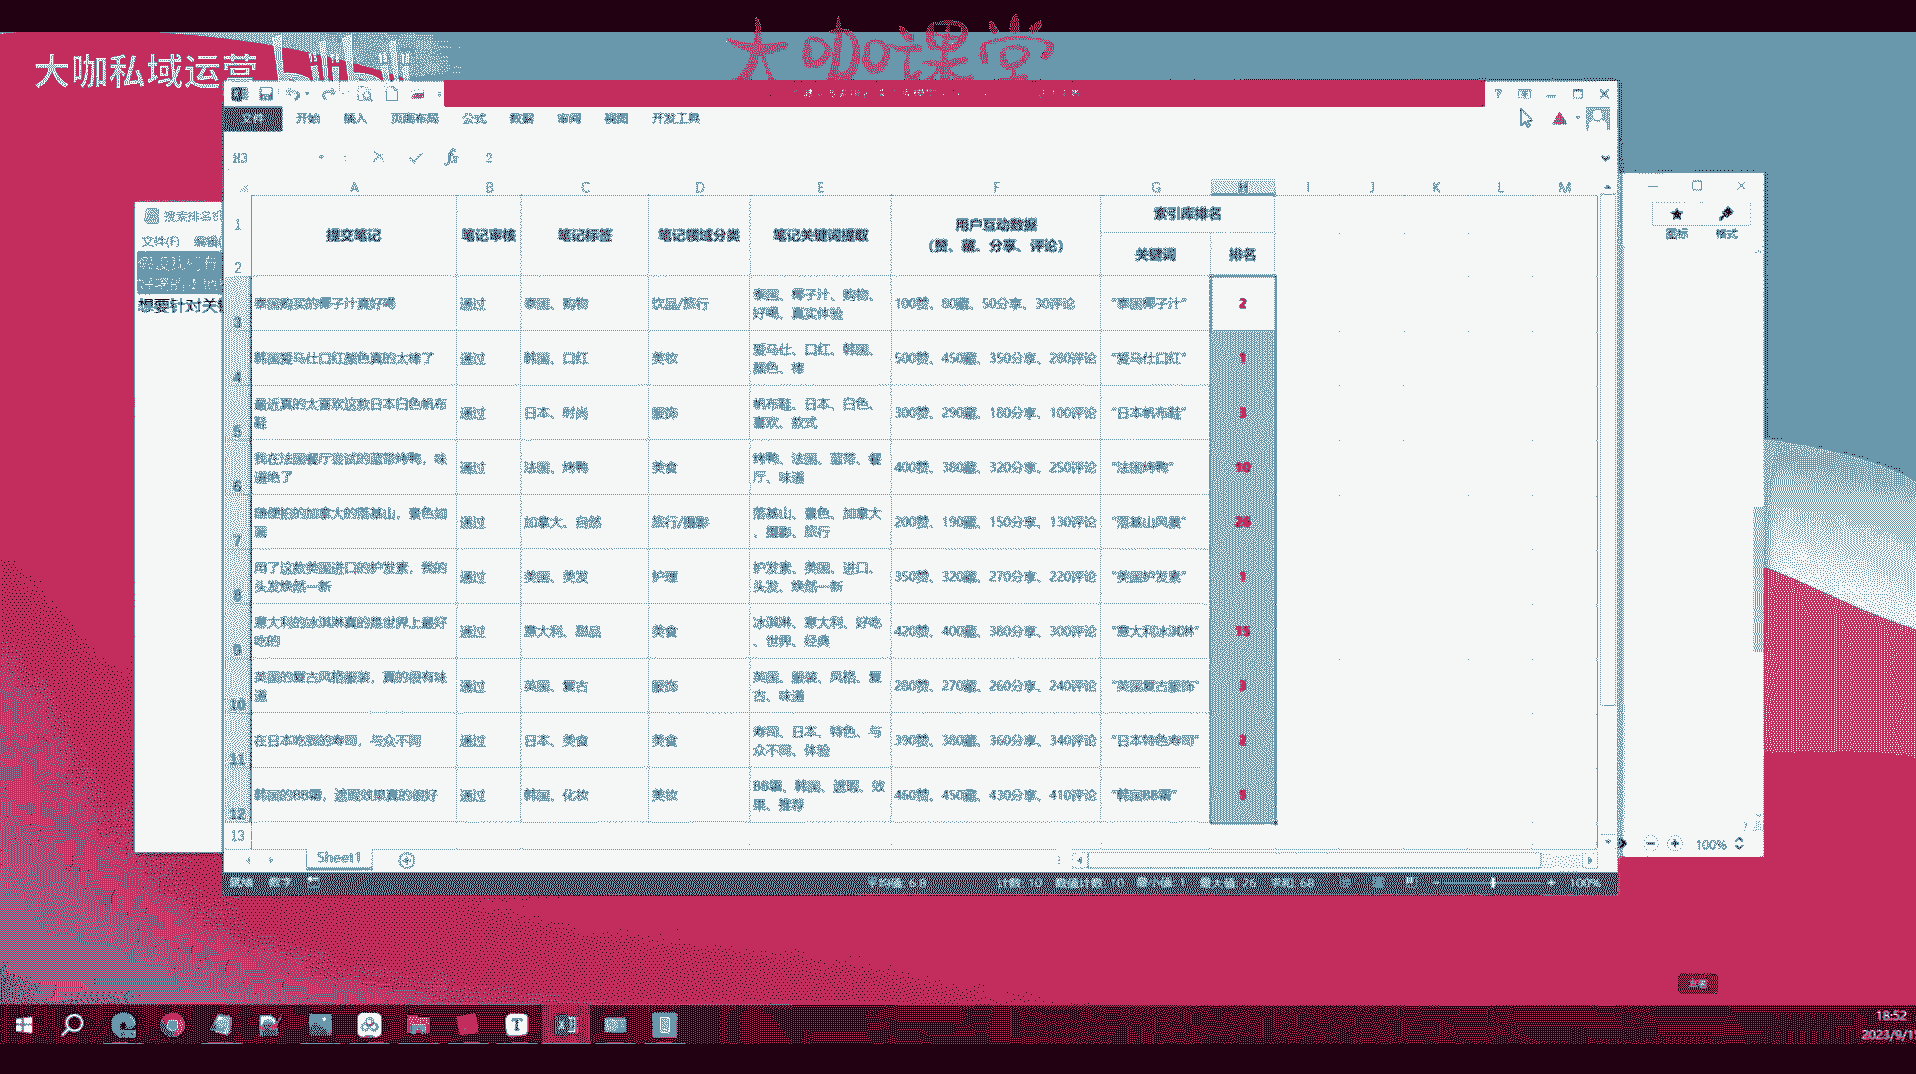 大咖课堂
大咖私域运营
文件 开始 插入 页面布局 公式 数据 审阅 视图 开发工具
H3 fx 2
A B C D E F G H I J K L M
提交笔记 笔记审核 笔记标签 笔记领域分类 笔记关键词提取 用户互动数据
（赞、藏、分享、评论） 索引库排名
关键词 排名
泰国购买的椰子汁真好喝 通过 泰国、购物 饮品/旅行 泰国、椰子汁、购物、
好喝、真实体验 100赞、80藏、50分享、30评论 “泰国椰子汁” 2
韩国爱马仕口红颜色真的太棒了 通过 韩国、口红 美妆 爱马仕、口红、韩国、
颜色、棒 500赞、450藏、350分享、280评论 “爱马仕口红” 1
最近真的太喜欢这款日本白色帆布
鞋 通过 日本、时尚 服饰 帆布鞋、日本、白色、
喜欢、款式 300赞、290藏、180分享、100评论 “日本帆布鞋” 3
我在法国餐厅尝试的蓝带烤鸭，味
道绝了 通过 法国、烤鸭 美食 烤鸭、法国、蓝带、餐
厅、味道 400赞、380藏、320分享、250评论 “法国烤鸭” 10
随便拍的加拿大的落基山，景色如
画 通过 加拿大、自然 旅行/摄影 落基山、景色、加拿大
、摄影、旅行 200赞、190藏、150分享、130评论 “落基山风景” 26
用了这款美国进口的护发素，我的
头发焕然一新 通过 美国、美发 护理 护发素、美国、进口、
头发、焕然一新 350赞、320藏、270分享、220评论 “美国护发素” 1
意大利的冰淇淋真的是世界上最好
吃的 通过 意大利、甜品 美食 冰淇淋、意大利、好吃
、世界、经典 420赞、400藏、380分享、300评论 “意大利冰淇淋” 15
英国的复古风格服装，真的很有味
道 通过 英国、复古 服饰 英国、服装、风格、复
古、味道 280赞、270藏、260分享、240评论 “英国复古服饰” 3
在日本吃到的寿司，与众不同 通过 日本、美食 美食 寿司、日本、特色、与
众不同、体验 390赞、380藏、360分享、340评论 “日本特色寿司” 2
韩国的BB霜，遮瑕效果真的很好 通过 韩国、化妆 美妆 BB霜、韩国、遮瑕、效
果、推荐 460赞、450藏、430分享、410评论 “韩国BB霜” 5
1
2
3
4
5
6
7
8
9
10
11
12
13
Sheet1
平均值: 6.8 计数: 10 数值计数: 10 最小值: 1 最大值: 26 求和: 68 100%
文件(F) 编辑
想要针对关
图标 格式
100%
18:52
2023/9/1